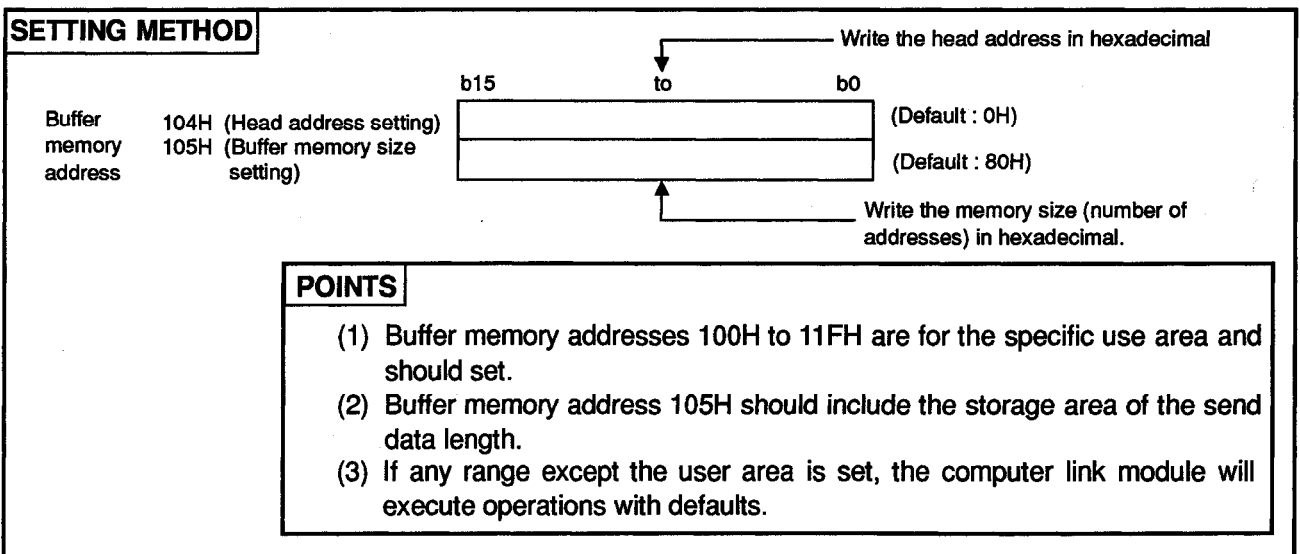 SETTING METHOD
Write the head address in hexadecimal
b15 to b0
Buffer memory address
104H (Head address setting)
(Default : 0H)
105H (Buffer memory size setting)
(Default : 80H)
Write the memory size (number of
addresses) in hexadecimal.
POINTS
(1) Buffer memory addresses 100H to 11FH are for the specific use area and
should set.
(2) Buffer memory address 105H should include the storage area of the send
data length.
(3) If any range except the user area is set, the computer link module will
execute operations with defaults.